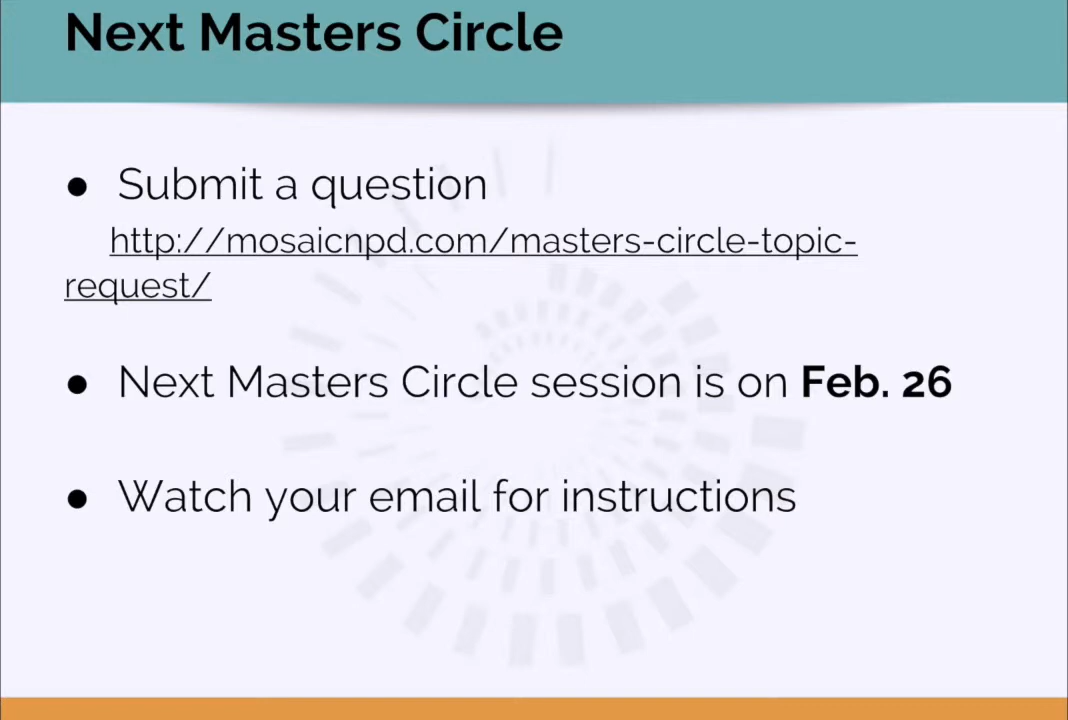 Next Masters Circle
● Submit a question
http://mosaicnpd.com/masters-circle-topic-
request/
● Next Masters Circle session is on Feb. 26
● Watch your email for instructions